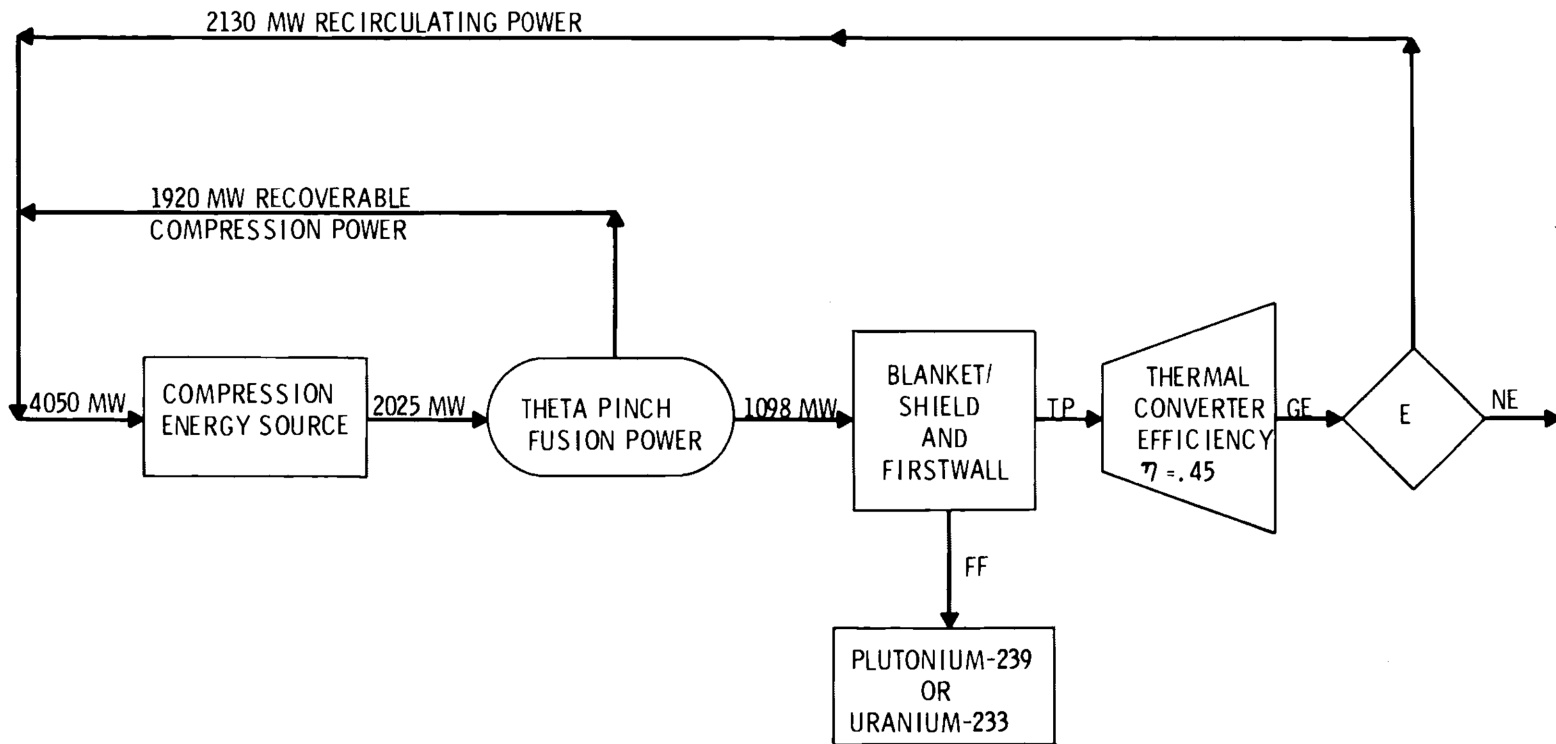 2130 MW RECIRCULATING POWER
1920 MW RECOVERABLE
COMPRESSION POWER
4050 MW
COMPRESSION
ENERGY SOURCE
2025 MW
THETA PINCH
FUSION POWER
1098 MW
BLANKET/
SHIELD
AND
FIRSTWALL
TP
THERMAL
CONVERTER
EFFICIENCY
η = .45
GE
E
NE
FF
PLUTONIUM-239
OR
URANIUM-233